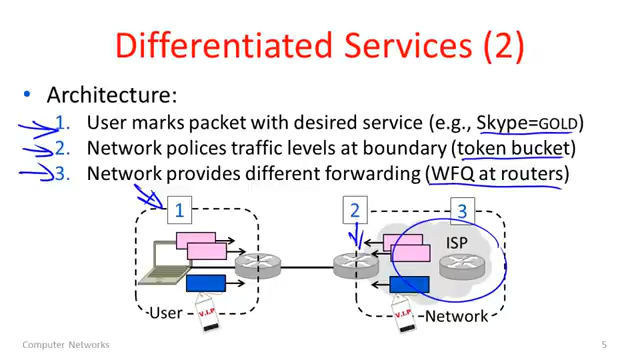 Differentiated Services (2)
• Architecture:
1. User marks packet with desired service (e.g., Skype=GOLD)
2. Network polices traffic levels at boundary (token bucket)
3. Network provides different forwarding (WFQ at routers)
1
2
3
ISP
V.I.P
User
V.I.P
Network
Computer Networks
5